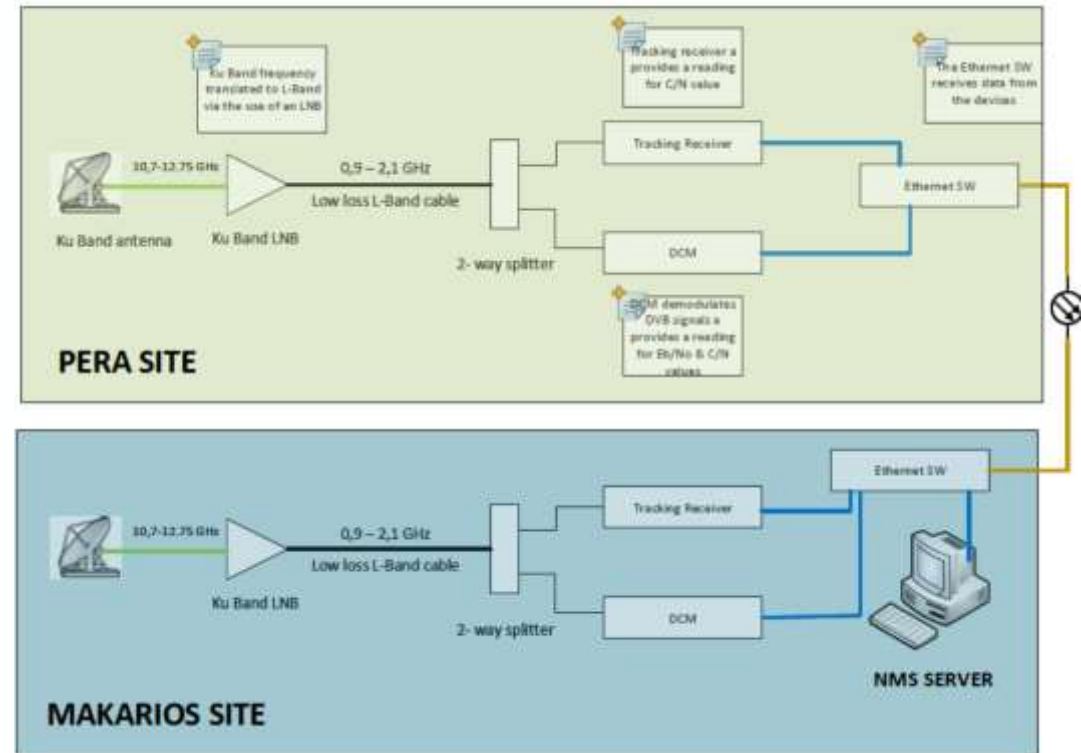 Ku Band frequency
translated to L-Band
via the use of an LNB
Tracking receiver a
provides a reading
for C/N value
The Ethernet SW
receives data from
the devices
10,7-12.75 GHz
0,9 – 2,1 GHz
Low loss L-Band cable
Tracking Receiver
Ethernet SW
Ku Band antenna
Ku Band LNB
2- way splitter
DCM
DCM demodulates
DVB signals a
provides a reading
for Eb/No & C/N
values
PERA SITE
Ethernet SW
10,7-12.75 GHz
0,9 – 2,1 GHz
Low loss L-Band cable
Tracking Receiver
Ku Band LNB
2- way splitter
DCM
NMS SERVER
MAKARIOS SITE